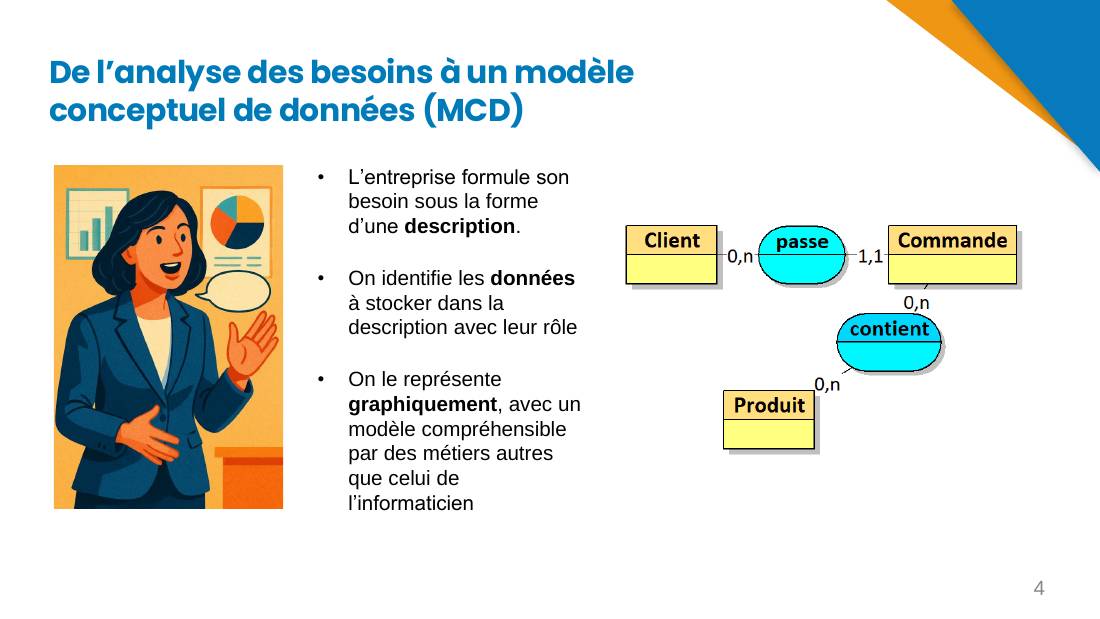 De l’analyse des besoins à un modèle
conceptuel de données (MCD)
• L’entreprise formule son
besoin sous la forme
d’une description.
• On identifie les données
à stocker dans la
description avec leur rôle
• On le représente
graphiquement, avec un
modèle compréhensible
par des métiers autres
que celui de
l’informaticien
Client
0,n
passe
1,1
Commande
0,n
contient
0,n
Produit
4